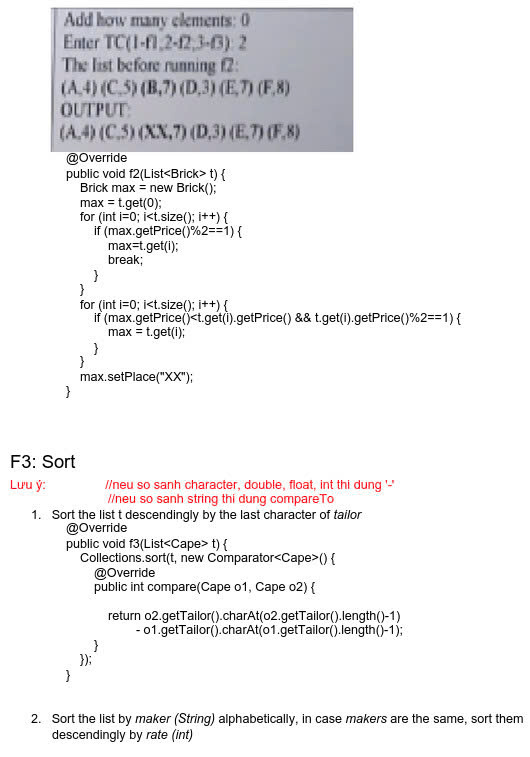 Add how many elements: 0
Enter TC(1-f1,2-f2,3-f3): 2
The list before running f2:
(A,4) (C,5) (B,7) (D,3) (E,7) (F,8)
OUTPUT:
(A,4) (C,5) (XX,7) (D,3) (E,7) (F,8)
@Override
public void f2(List<Brick> t) {
Brick max = new Brick();
max = t.get(0);
for (int i=0; i<t.size(); i++) {
if (max.getPrice()%2==1) {
max=t.get(i);
break;
}
}
for (int i=0; i<t.size(); i++) {
if (max.getPrice()<t.get(i).getPrice() && t.get(i).getPrice()%2==1) {
max = t.get(i);
}
}
max.setPlace("XX");
}
F3: Sort
Lưu ý: //neu so sanh character, double, float, int thi dung '-'
//neu so sanh string thi dung compareTo
1. Sort the list t descendingly by the last character of tailor
@Override
public void f3(List<Cape> t) {
Collections.sort(t, new Comparator<Cape>() {
@Override
public int compare(Cape o1, Cape o2) {
return o2.getTailor().charAt(o2.getTailor().length()-1)
- o1.getTailor().charAt(o1.getTailor().length()-1);
}
});
}
2. Sort the list by maker (String) alphabetically, in case makers are the same, sort them
descendingly by rate (int)